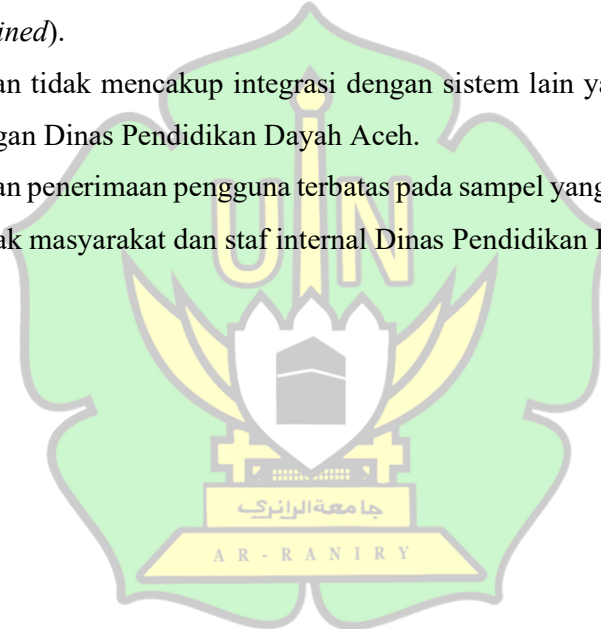 ined).
an tidak mencakup integrasi dengan sistem lain ya
gan Dinas Pendidikan Dayah Aceh.
an penerimaan pengguna terbatas pada sampel yang
ak masyarakat dan staf internal Dinas Pendidikan
UIN
جامعة الرانري
AR-RANIRY